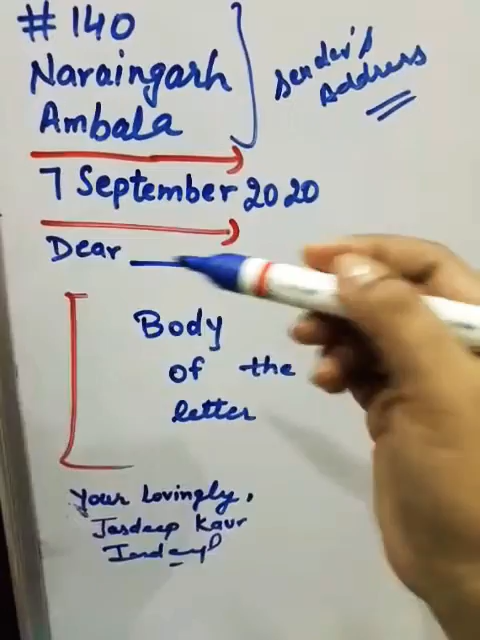 # 140
Naraingarh
Ambala
Sender's
Address
7 September 2020
Dear
Body
of the
letter
Your Lovingly,
Jasdeep Kaur